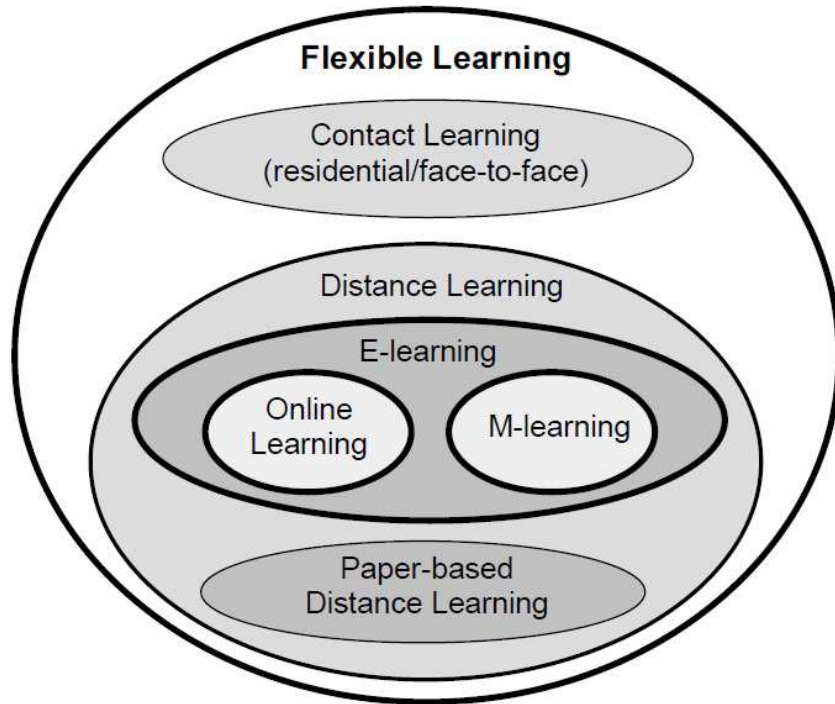 Flexible Learning
Contact Learning
(residential/face-to-face)
Distance Learning
E-learning
Online
Learning
M-learning
Paper-based
Distance Learning